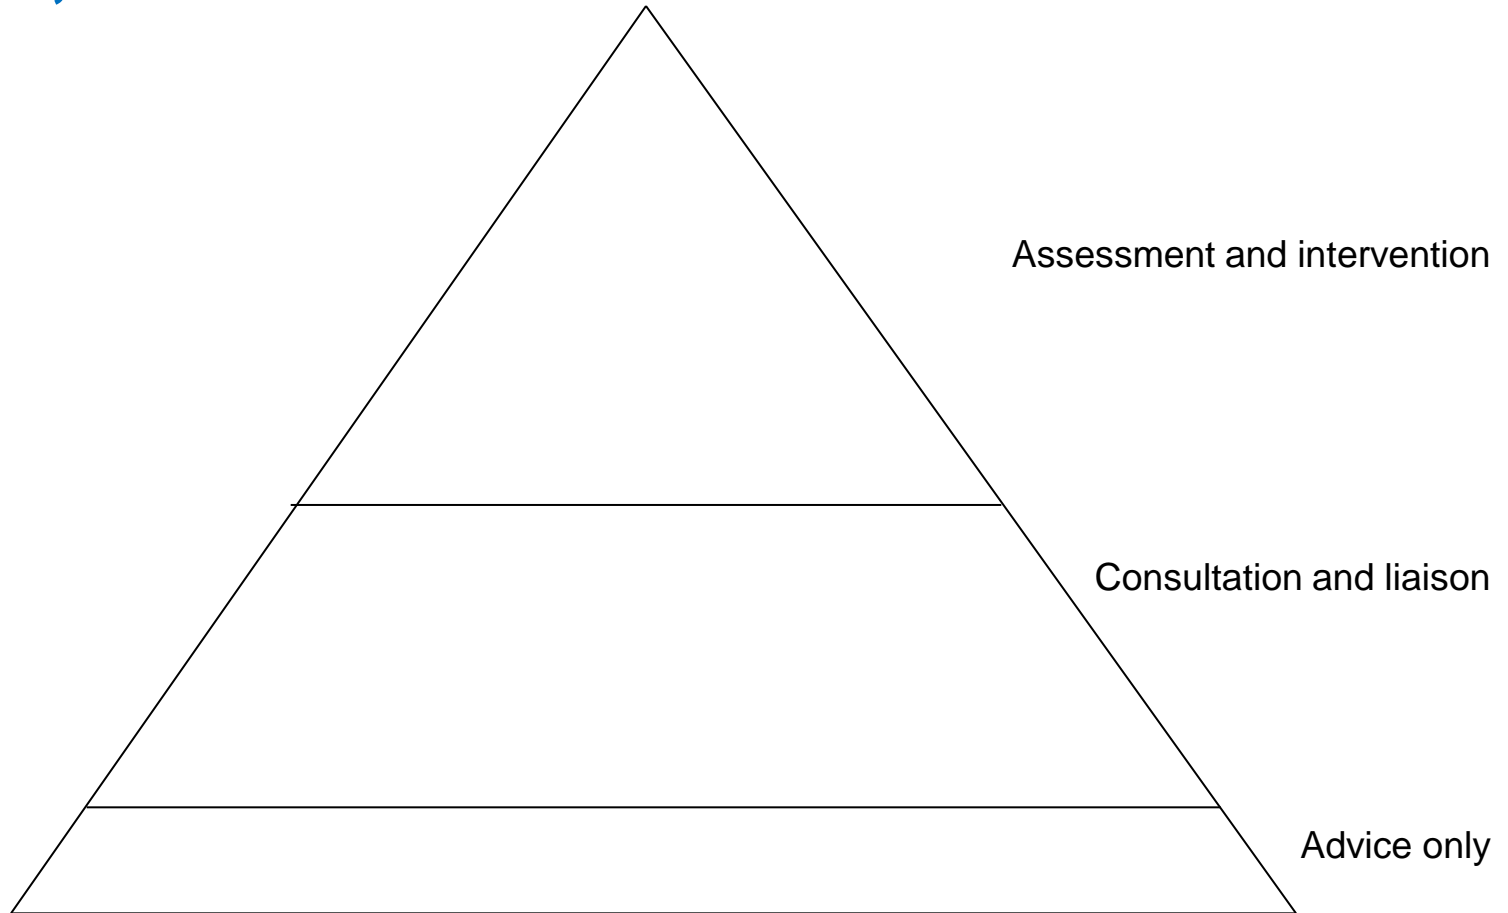 Assessment and intervention
Consultation and liaison
Advice only